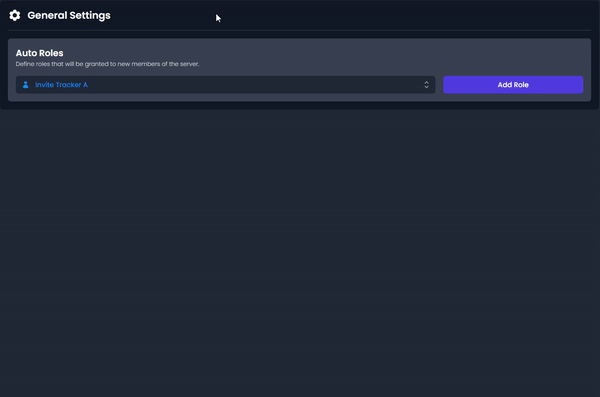 General Settings
Auto Roles
Define roles that will be granted to new members of the server.
Invite Tracker A
Add Role